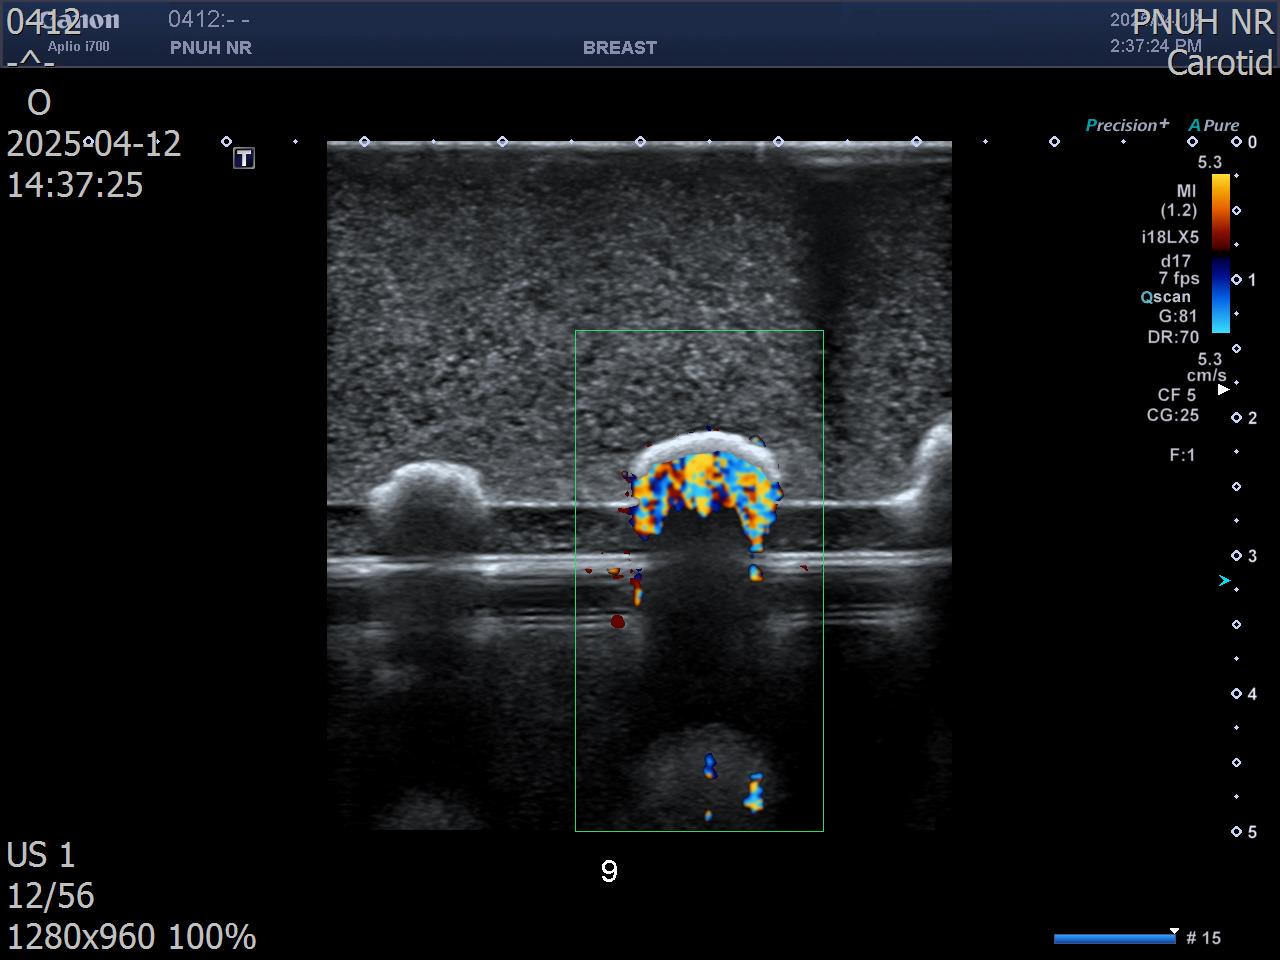 0412
Canon
0412:- -
PNUH NR
Aplio i700
PNUH NR
BREAST
2:37:24 PM
-^-
Carotid
O
2025-04-12
14:37:25
T
Precision+ A Pure
0
5.3
MI
(1.2)
i18LX5
d17
7 fps
1
Qscan
G:81
DR:70
5.3
cm/s
CF 5
2
CG:25
F:1
3
4
5
US 1
9
12/56
1280x960 100%
# 15